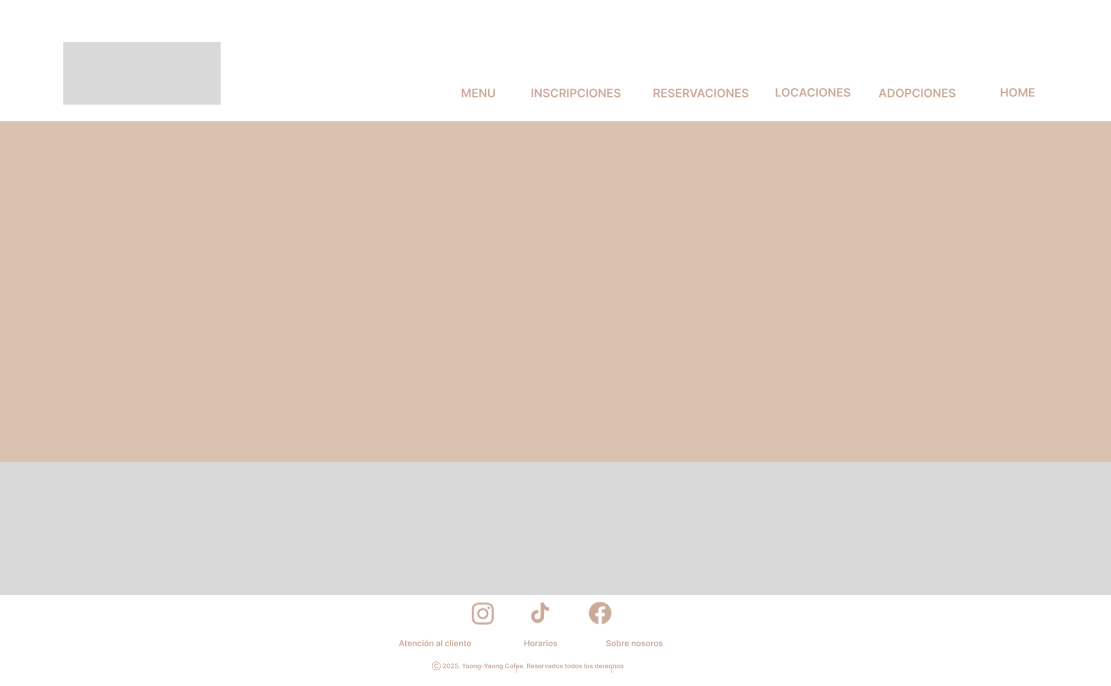 MENU INSCRIPCIONES RESERVACIONES LOCACIONES ADOPCIONES HOME
Atención al cliente Horarios Sobre nosoros
© 2025, Yaong-Yaong Cofee. Reservados todos los derechos